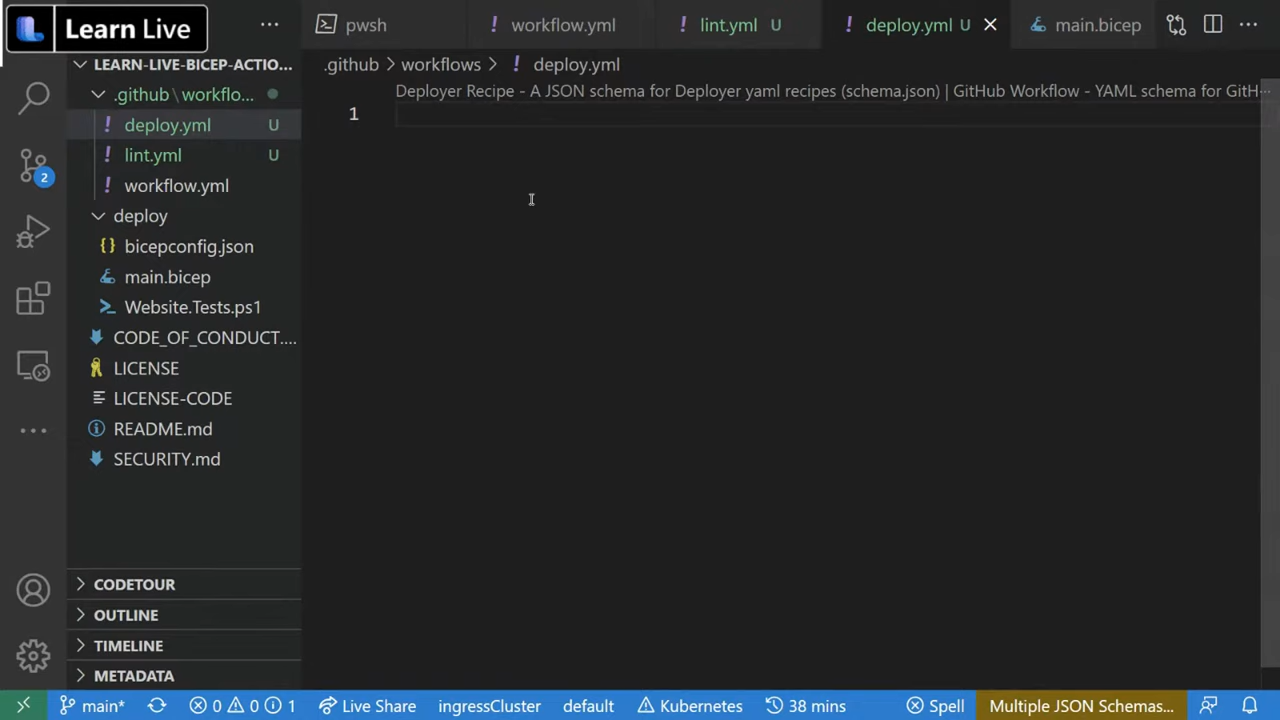 Learn Live
pwsh
workflow.yml
lint.yml U
deploy.yml U
main.bicep
LEARN-LIVE-BICEP-ACTIO...
.github > workflows > ! deploy.yml
Deployer Recipe - A JSON schema for Deployer yaml recipes (schema.json) | GitHub Workflow - YAML schema for GitH...
1
.github\workflo...
deploy.yml U
lint.yml U
workflow.yml
2
deploy
bicepconfig.json
main.bicep
Website.Tests.ps1
CODE_OF_CONDUCT....
LICENSE
LICENSE-CODE
README.md
SECURITY.md
CODETOUR
OUTLINE
TIMELINE
METADATA
main* 0 0 1 Live Share ingressCluster default Kubernetes 38 mins Spell Multiple JSON Schemas...